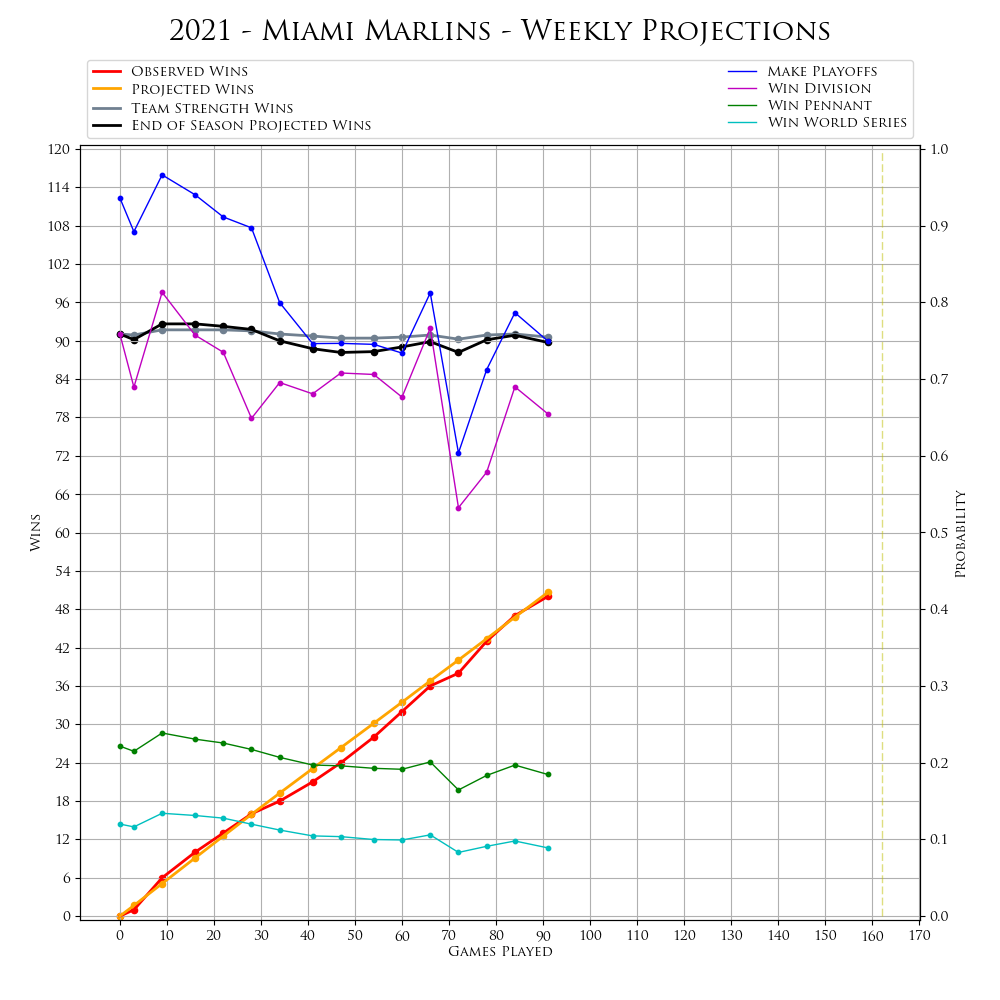 2021 - Miami Marlins - Weekly Projections
Observed Wins
Projected Wins
Team Strength Wins
End of Season Projected Wins
Make Playoffs
Win Division
Win Pennant
Win World Series
120
114
108
102
96
90
84
78
72
66
60
54
48
42
36
30
24
18
12
6
0
Wins
1.0
0.9
0.8
0.7
0.6
0.5
0.4
0.3
0.2
0.1
0.0
Probability
0 10 20 30 40 50 60 70 80 90 100 110 120 130 140 150 160 170
Games Played